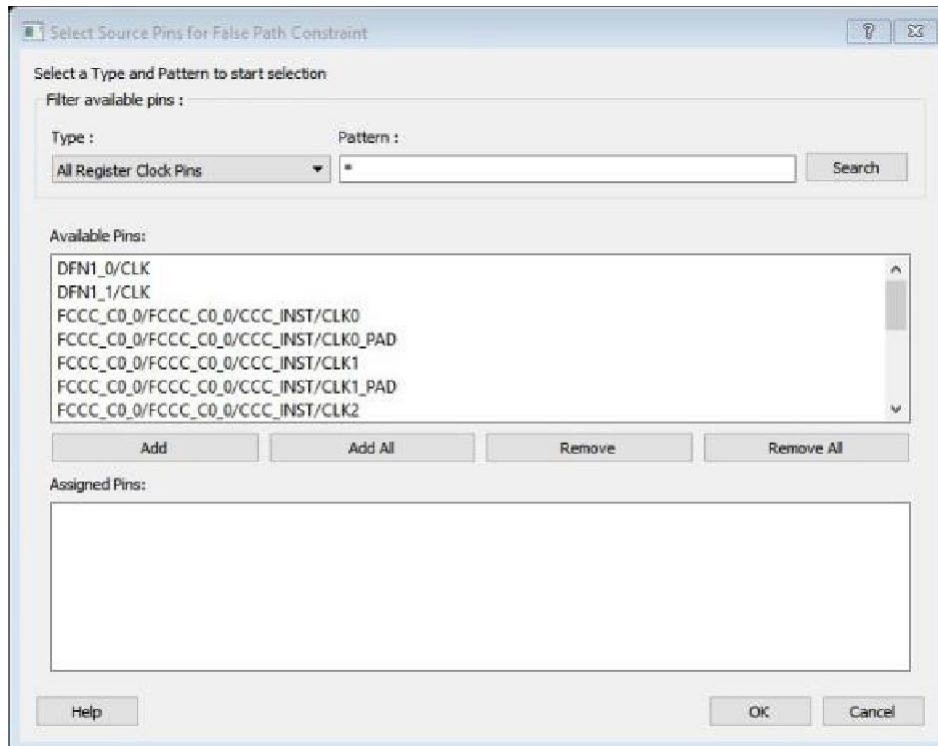 Select Source Pins for False Path Constraint
Select a Type and Pattern to start selection
Filter available pins :
Type : Pattern :
All Register Clock Pins * Search
Available Pins:
DFN1_0/CLK
DFN1_1/CLK
FCCC_C0_0/FCCC_C0_0/CCC_INST/CLK0
FCCC_C0_0/FCCC_C0_0/CCC_INST/CLK0_PAD
FCCC_C0_0/FCCC_C0_0/CCC_INST/CLK1
FCCC_C0_0/FCCC_C0_0/CCC_INST/CLK1_PAD
FCCC_C0_0/FCCC_C0_0/CCC_INST/CLK2
Add Add All Remove Remove All
Assigned Pins:
Help OK Cancel